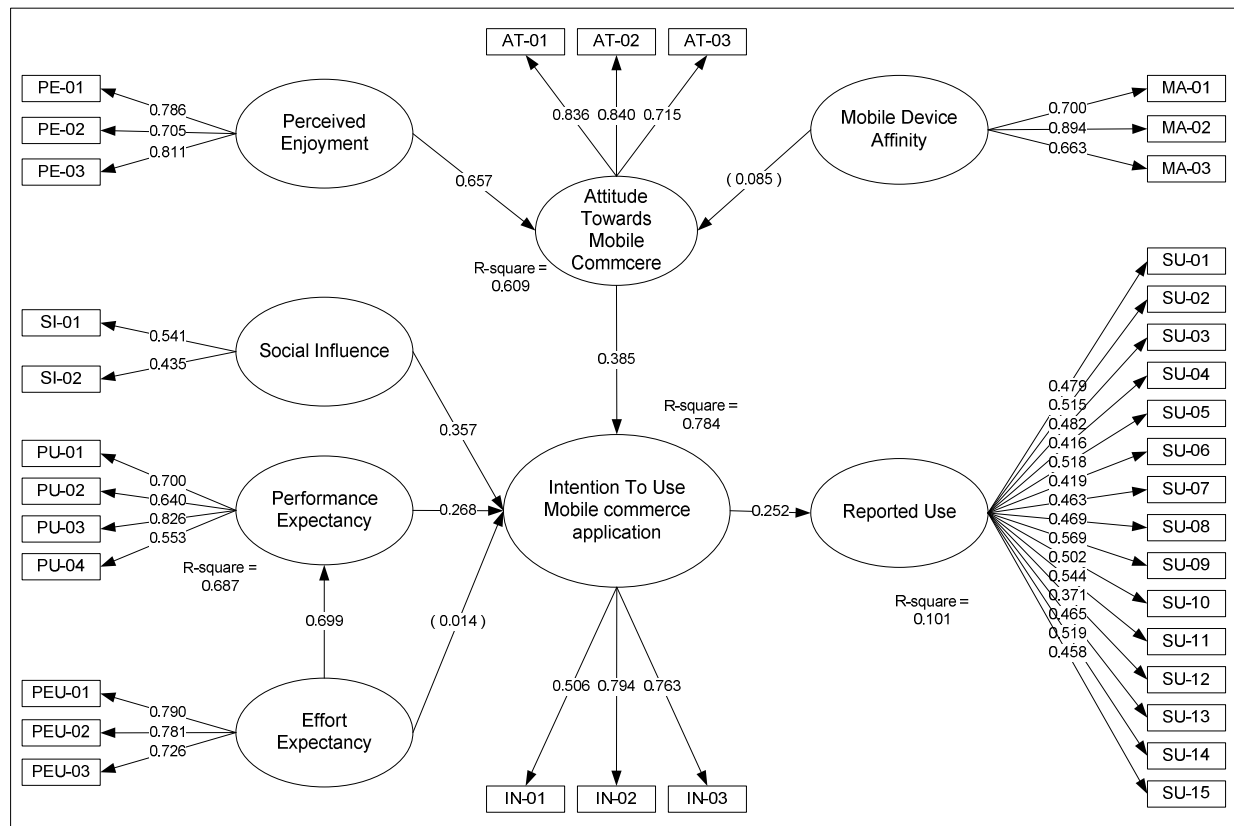 AT-01
AT-02
AT-03
0.836
0.840
0.715
PE-01
PE-02
PE-03
0.786
0.705
0.811
Perceived
Enjoyment
0.657
Mobile Device
Affinity
( 0.085 )
0.700
0.894
0.663
MA-01
MA-02
MA-03
Attitude
Towards
Mobile
Commcere
R-square =
0.609
SI-01
SI-02
0.541
0.435
Social Influence
0.357
0.385
R-square =
0.784
PU-01
PU-02
PU-03
PU-04
0.700
0.640
0.826
0.553
Performance
Expectancy
R-square =
0.687
0.268
Intention To Use
Mobile commerce
application
0.252
Reported Use
R-square =
0.101
0.699
( 0.014 )
PEU-01
PEU-02
PEU-03
0.790
0.781
0.726
Effort
Expectancy
0.506
0.794
0.763
IN-01
IN-02
IN-03
0.479
0.515
0.482
0.416
0.518
0.419
0.463
0.469
0.569
0.502
0.544
0.371
0.465
0.519
0.458
SU-01
SU-02
SU-03
SU-04
SU-05
SU-06
SU-07
SU-08
SU-09
SU-10
SU-11
SU-12
SU-13
SU-14
SU-15